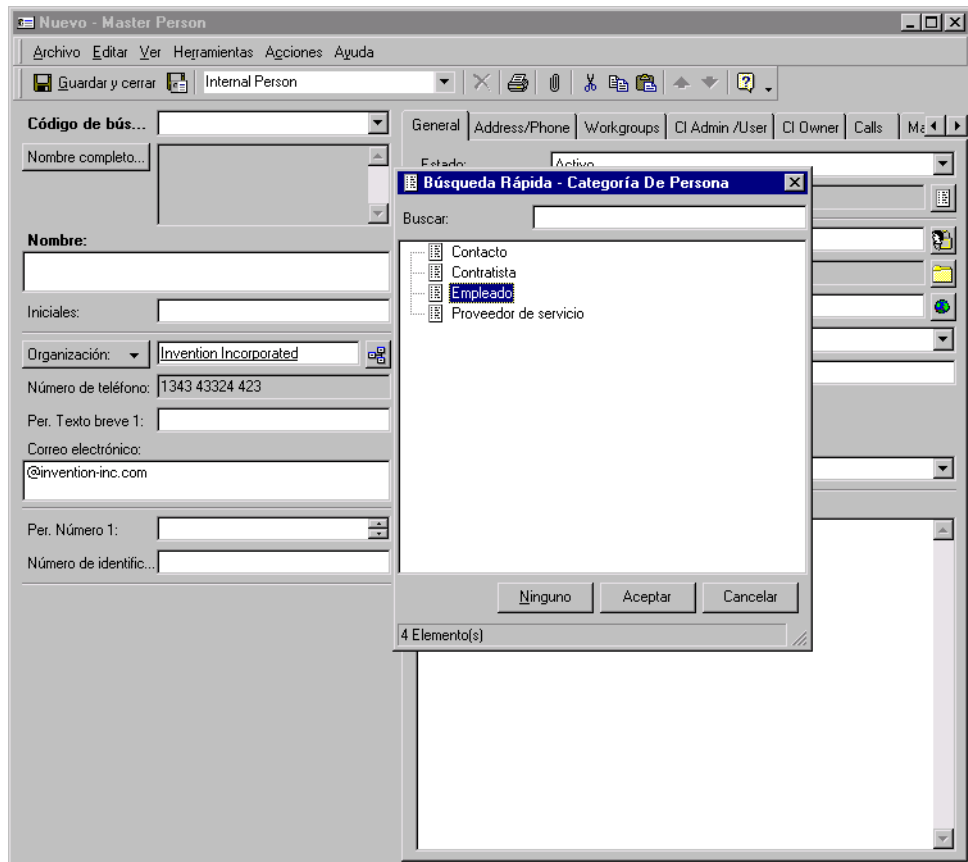 Nuevo - Master Person
Archivo Editar Ver Herramientas Acciones Ayuda
Guardar y cerrar Internal Person
Código de bús...
Nombre completo...
Nombre:
Iniciales:
Organización: Invention Incorporated
Número de teléfono: 1343 43324 423
Per. Texto breve 1:
Correo electrónico:
@invention-inc.com
Per. Número 1:
Número de identific...
General Address/Phone Workgroups CI Admin /User CI Owner Calls
Estado: Activo
Búsqueda Rápida - Categoría De Persona
Buscar:
Contacto
Contratista
Empleado
Proveedor de servicio
Ninguno Aceptar Cancelar
4 Elemento(s)